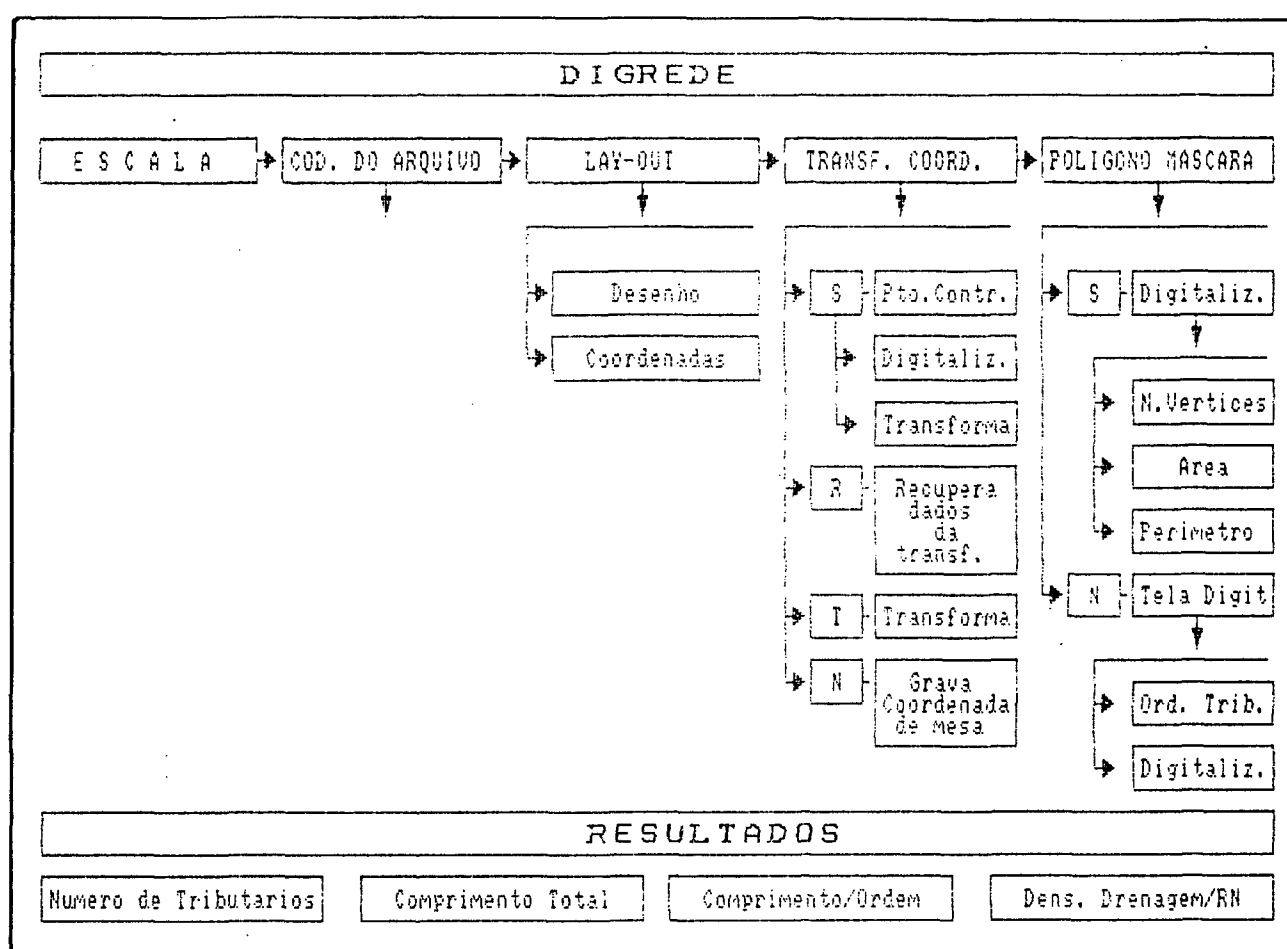 DIGREDE
ESCALA
COD. DO ARQUIVO
LAY-OUT
TRANSF. COORD.
POLIGONO MASCARA
Desenho
Coordenadas
S
Pto.Contr.
Digitaliz.
Transforma
R
Recupera
dados
da
transf.
T
Transforma
N
Grava
Coordenada
de mesa
S
Digitaliz.
N.Vertices
Area
Perimetro
N
Tela Digit
Ord. Trib.
Digitaliz.
RESULTADOS
Numero de Tributarios
Comprimento Total
Comprimento/Ordem
Dens. Drenagem/RN